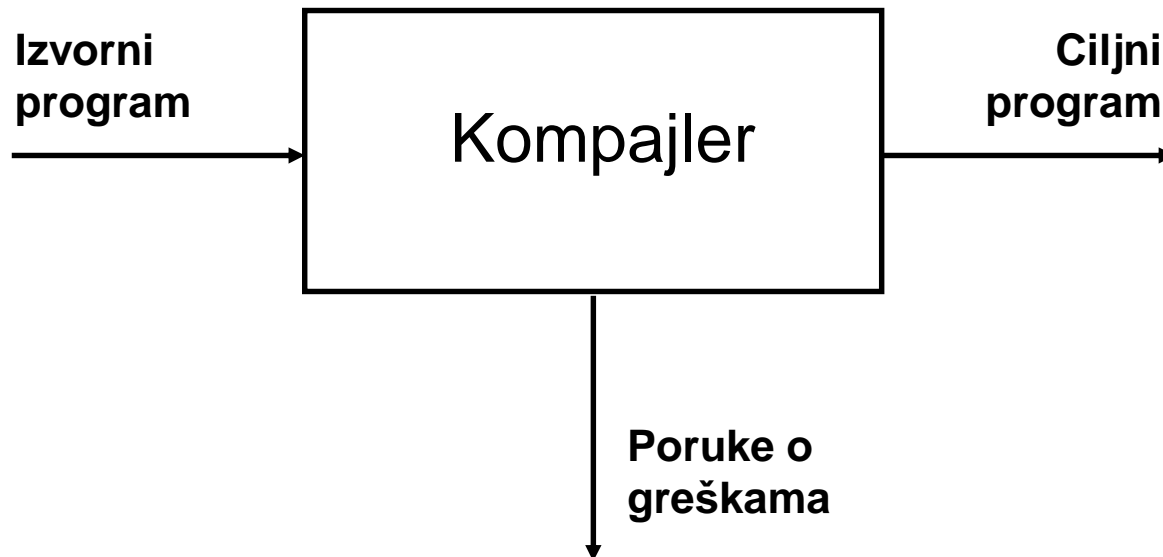 Izvorni
program
Kompajler
Ciljni
program
Poruke o
greškama